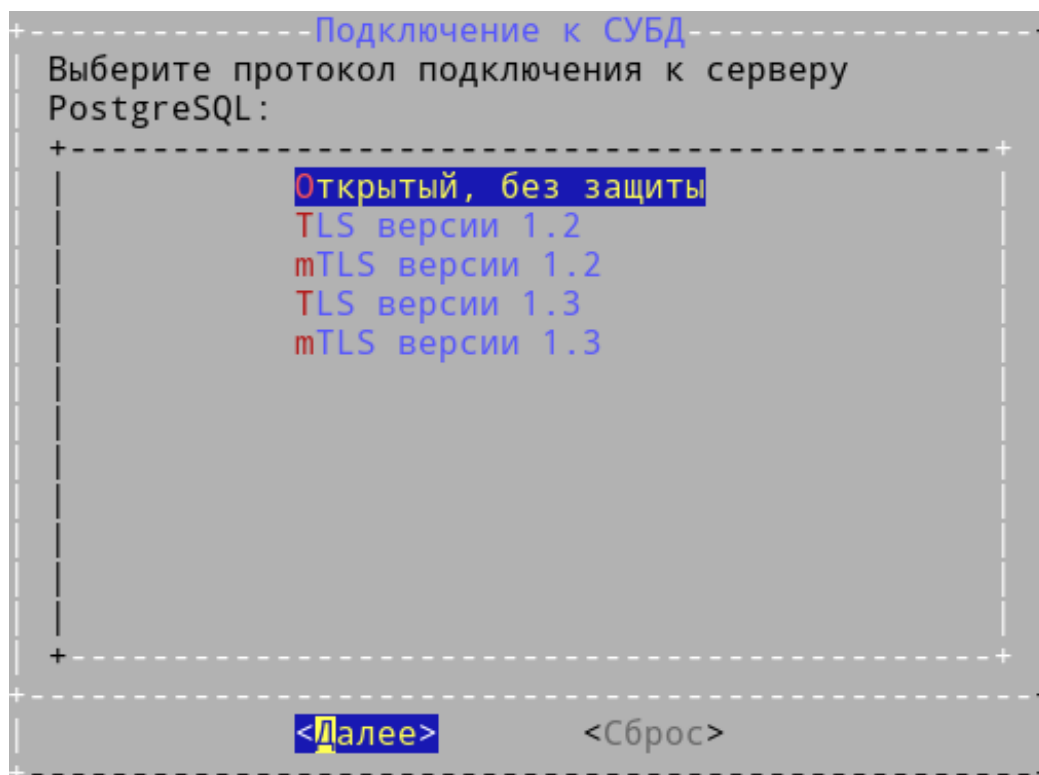 Подключение к СУБД
Выберите протокол подключения к серверу
PostgreSQL:
Открытый, без защиты
TLS версии 1.2
mTLS версии 1.2
TLS версии 1.3
mTLS версии 1.3
<Далее> <Сброс>